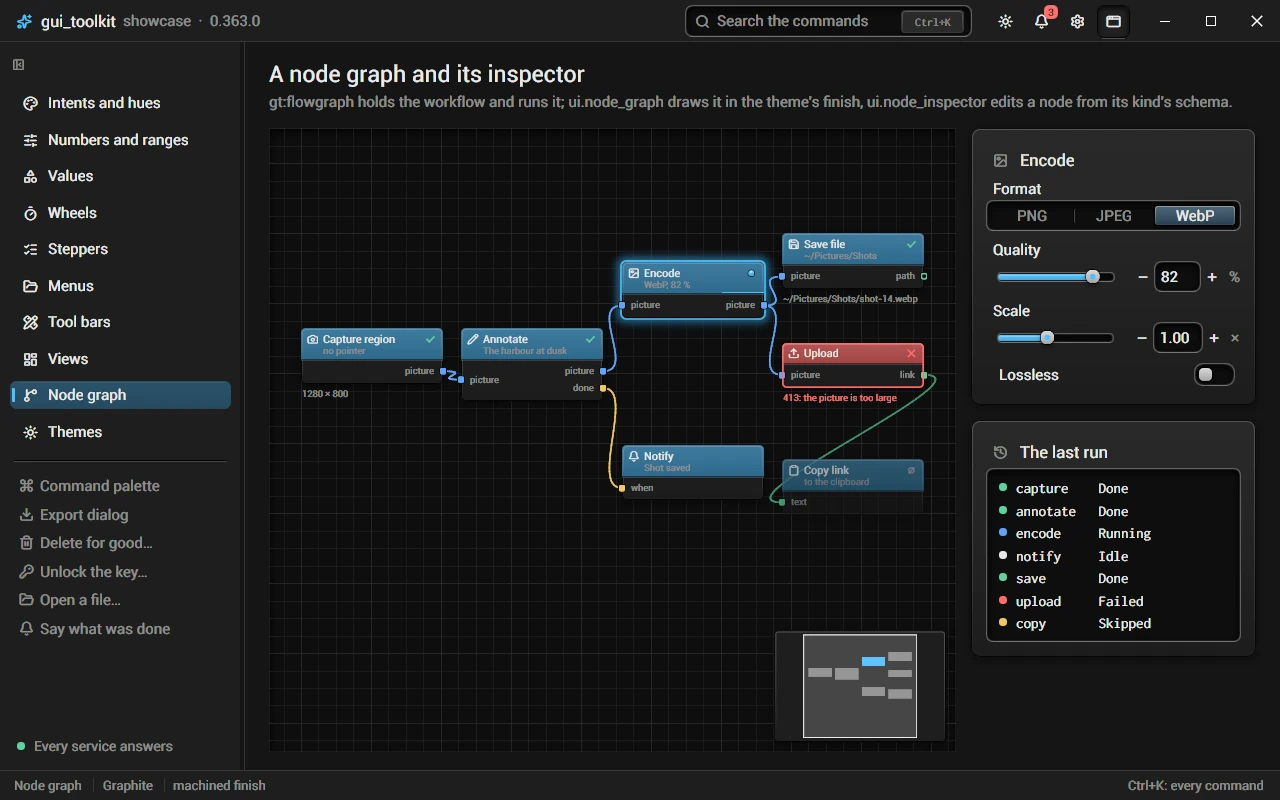 gui_toolkit showcase · 0.363.0
Search the commands Ctrl+K
3
Intents and hues
Numbers and ranges
Values
Wheels
Steppers
Menus
Tool bars
Views
Node graph
Themes
Command palette
Export dialog
Delete for good...
Unlock the key...
Open a file...
Say what was done
Every service answers
A node graph and its inspector
gt::flowgraph holds the workflow and runs it; ui.node_graph draws it in the theme's finish, ui.node_inspector edits a node from its kind's schema.
Capture region
no pointer
picture
1280 × 800
Annotate
The harbour at dusk
picture
picture
done
Encode
WebP, 82 %
picture picture
Save file
~/Pictures/Shots
picture path
~/Pictures/Shots/shot-14.webp
Upload
picture link
413: the picture is too large
Notify
Shot saved
when
Copy link
to the clipboard
text
Encode
Format
PNG JPEG WebP
Quality
− 82 + %
Scale
− 1.00 + ×
Lossless
The last run
capture Done
annotate Done
encode Running
notify Idle
save Done
upload Failed
copy Skipped
Node graph Graphite machined finish
Ctrl+K: every command